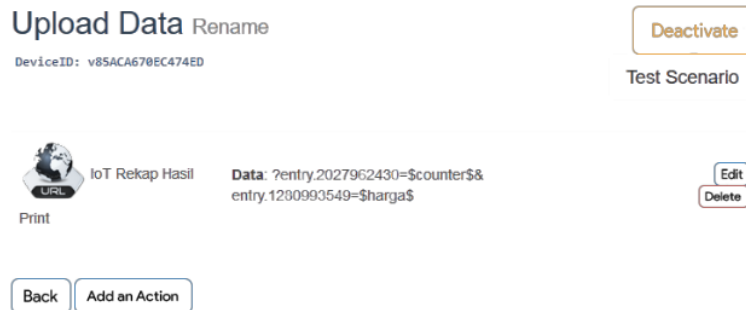 Upload Data Rename
Deactivate
DeviceID: v85ACA670EC474ED
Test Scenario
URL
IoT Rekap Hasil
Print
Data: ?entry.2027962430=$counter$&
entry.1280993549=$harga$
Edit
Delete
Back
Add an Action